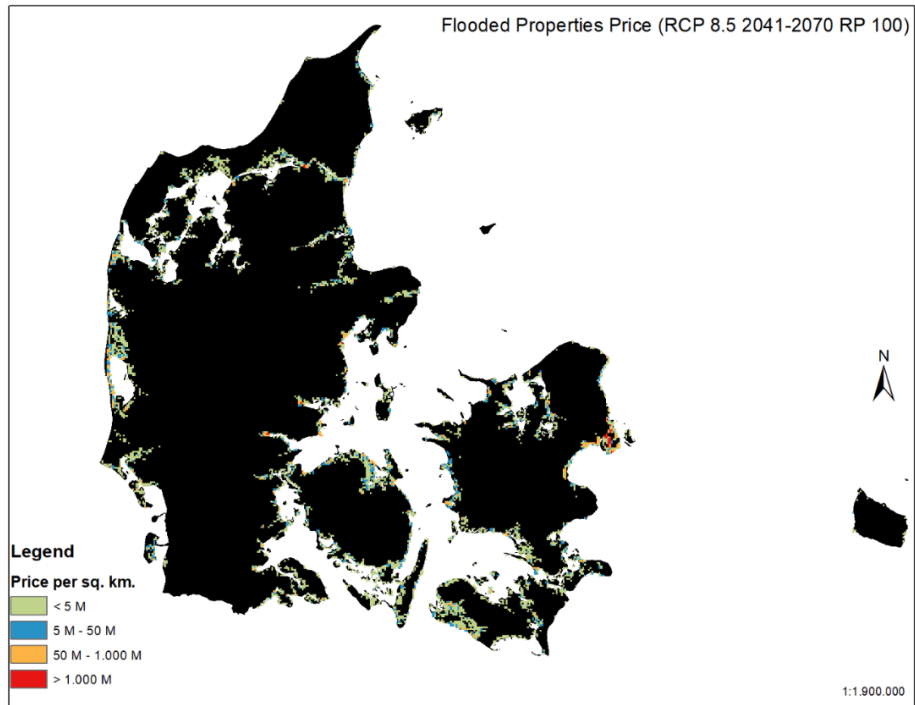 Flooded Properties Price (RCP 8.5 2041-2070 RP 100)
N
Legend
Price per sq. km.
< 5 M
5 M - 50 M
50 M - 1.000 M
> 1.000 M
1:1.900.000